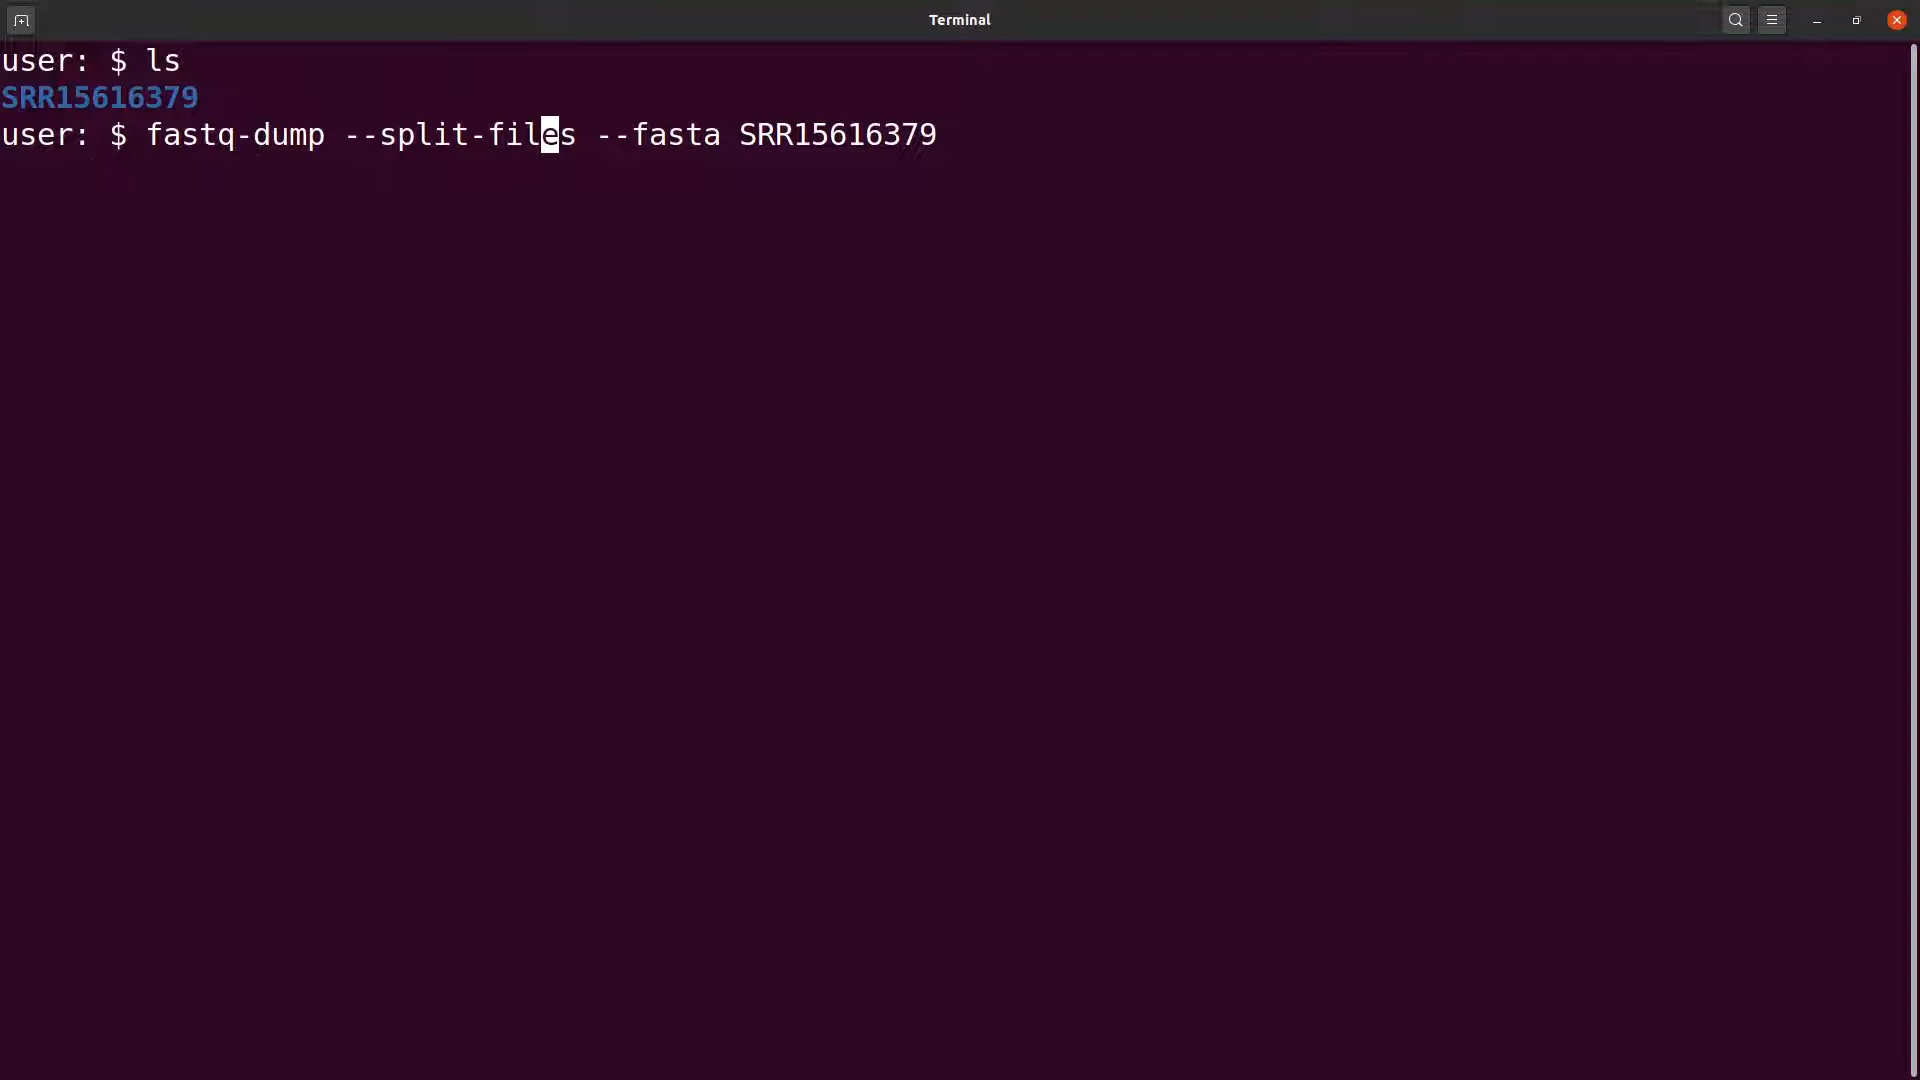 Terminal
user: $ ls
SRR15616379
user: $ fastq-dump --split-files --fasta SRR15616379